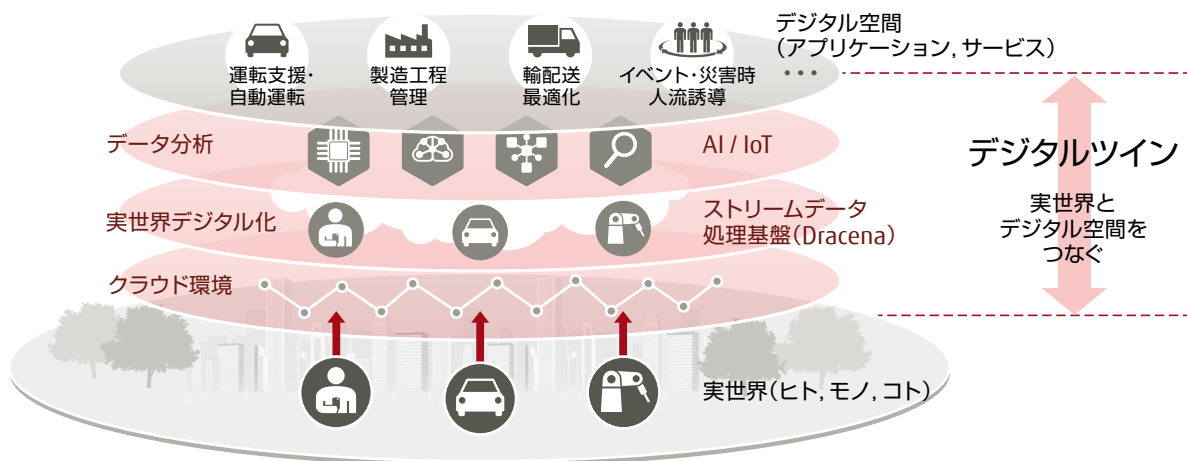 デジタル空間
（アプリケーション，サービス）
運転支援・
自動運転
製造工程
管理
輸配送
最適化
イベント・災害時
人流誘導
…
データ分析
AI / IoT
デジタルツイン
実世界と
デジタル空間を
つなぐ
実世界デジタル化
ストリームデータ
処理基盤（Dracena）
クラウド環境
実世界（ヒト，モノ，コト）